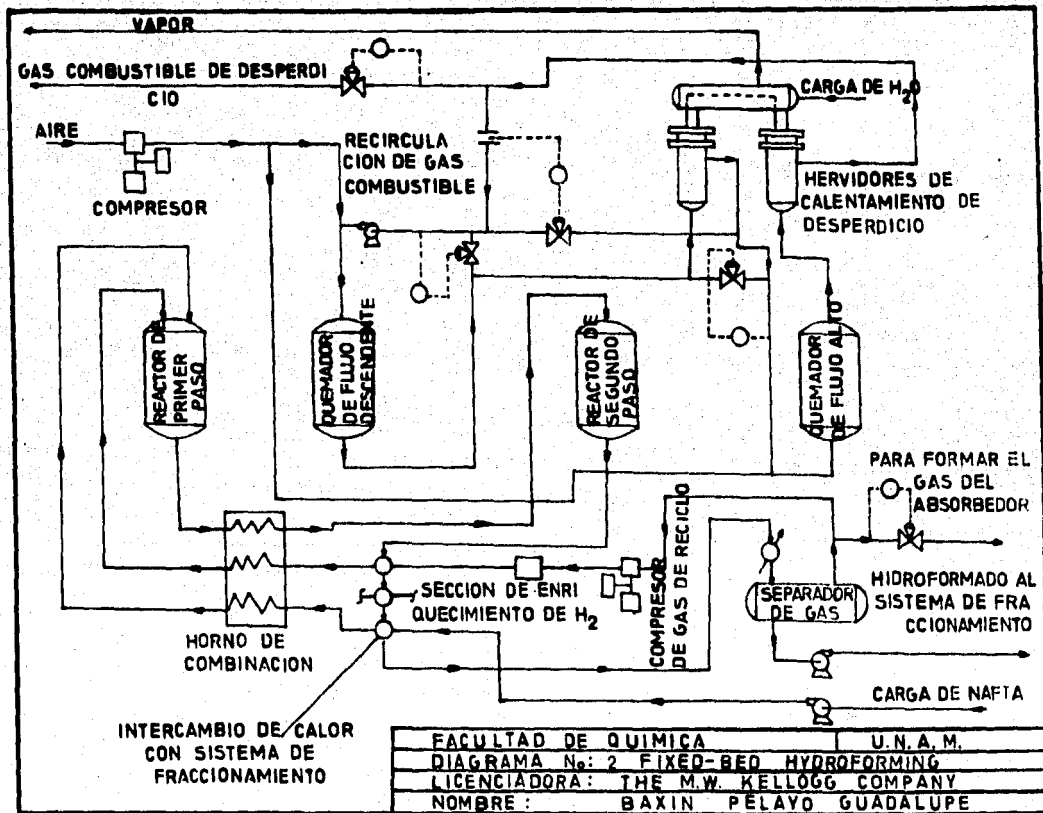 VAPOR
GAS COMBUSTIBLE DE DESPERDI
CIO
CARGA DE H2O
AIRE
RECIRCULA
CION DE GAS
COMBUSTIBLE
COMPRESOR
HERVIDORES DE
CALENTAMIENTO DE
DESPERDICIO
REACTOR DE
PRIMER
PASO
QUEMADOR
DE FLUJO
DESCENDENTE
REACTOR DE
SEGUNDO
PASO
QUEMADOR
DE FLUJO ALTO
PARA FORMAR EL
GAS DEL
ABSORBEDOR
COMPRESOR
DE GAS DE RECICLO
SECCION DE ENRI
QUECIMIENTO DE H2
SEPARADOR
DE GAS
HIDROFORMADO AL
SISTEMA DE FRA
CCIONAMIENTO
HORNO DE
COMBINACION
CARGA DE NAFTA
INTERCAMBIO DE CALOR
CON SISTEMA DE
FRACCIONAMIENTO
FACULTAD DE QUIMICA U.N.A.M.
DIAGRAMA No: 2 FIXED-BED HYDROFORMING
LICENCIADORA: THE M.W. KELLOGG COMPANY
NOMBRE: BAXIN PELAYO GUADALUPE